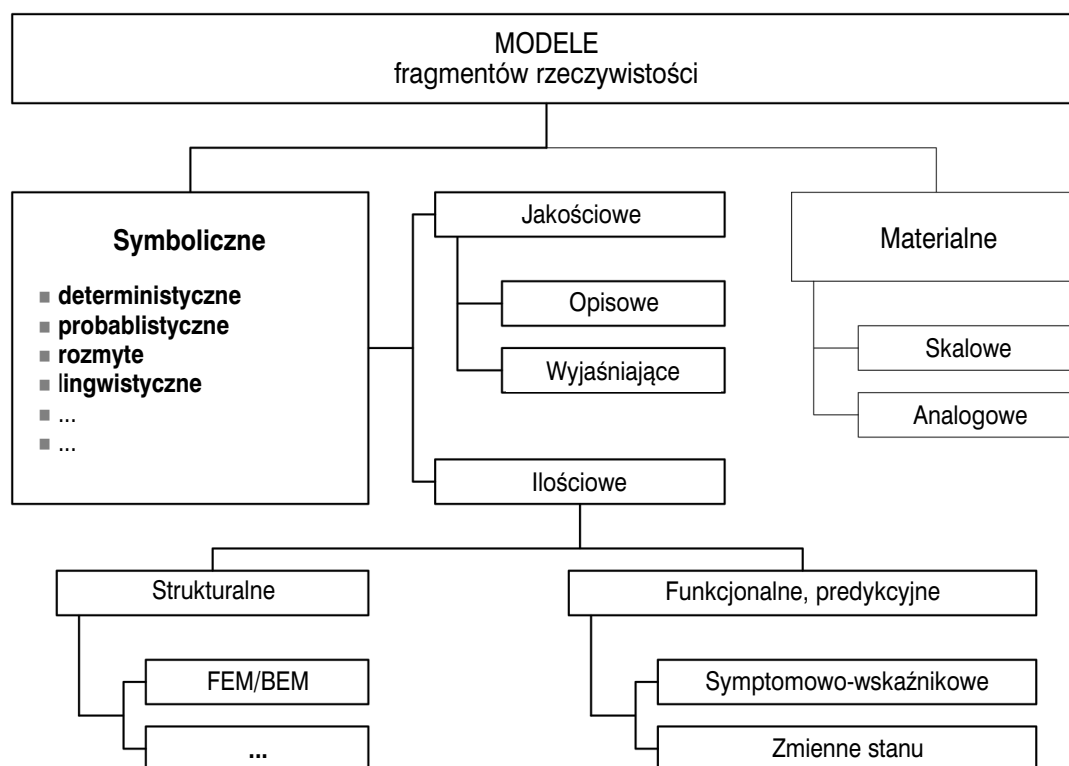 MODELE
fragmentów rzeczywistości
Symboliczne
deterministyczne
probablistyczne
rozmyte
lingwistyczne
...
...
Jakościowe
Opisowe
Wyjaśniające
Ilościowe
Materialne
Skalowe
Analogowe
Strukturalne
FEM/BEM
...
Funkcjonalne, predykcyjne
Symptomowo-wskaźnikowe
Zmienne stanu